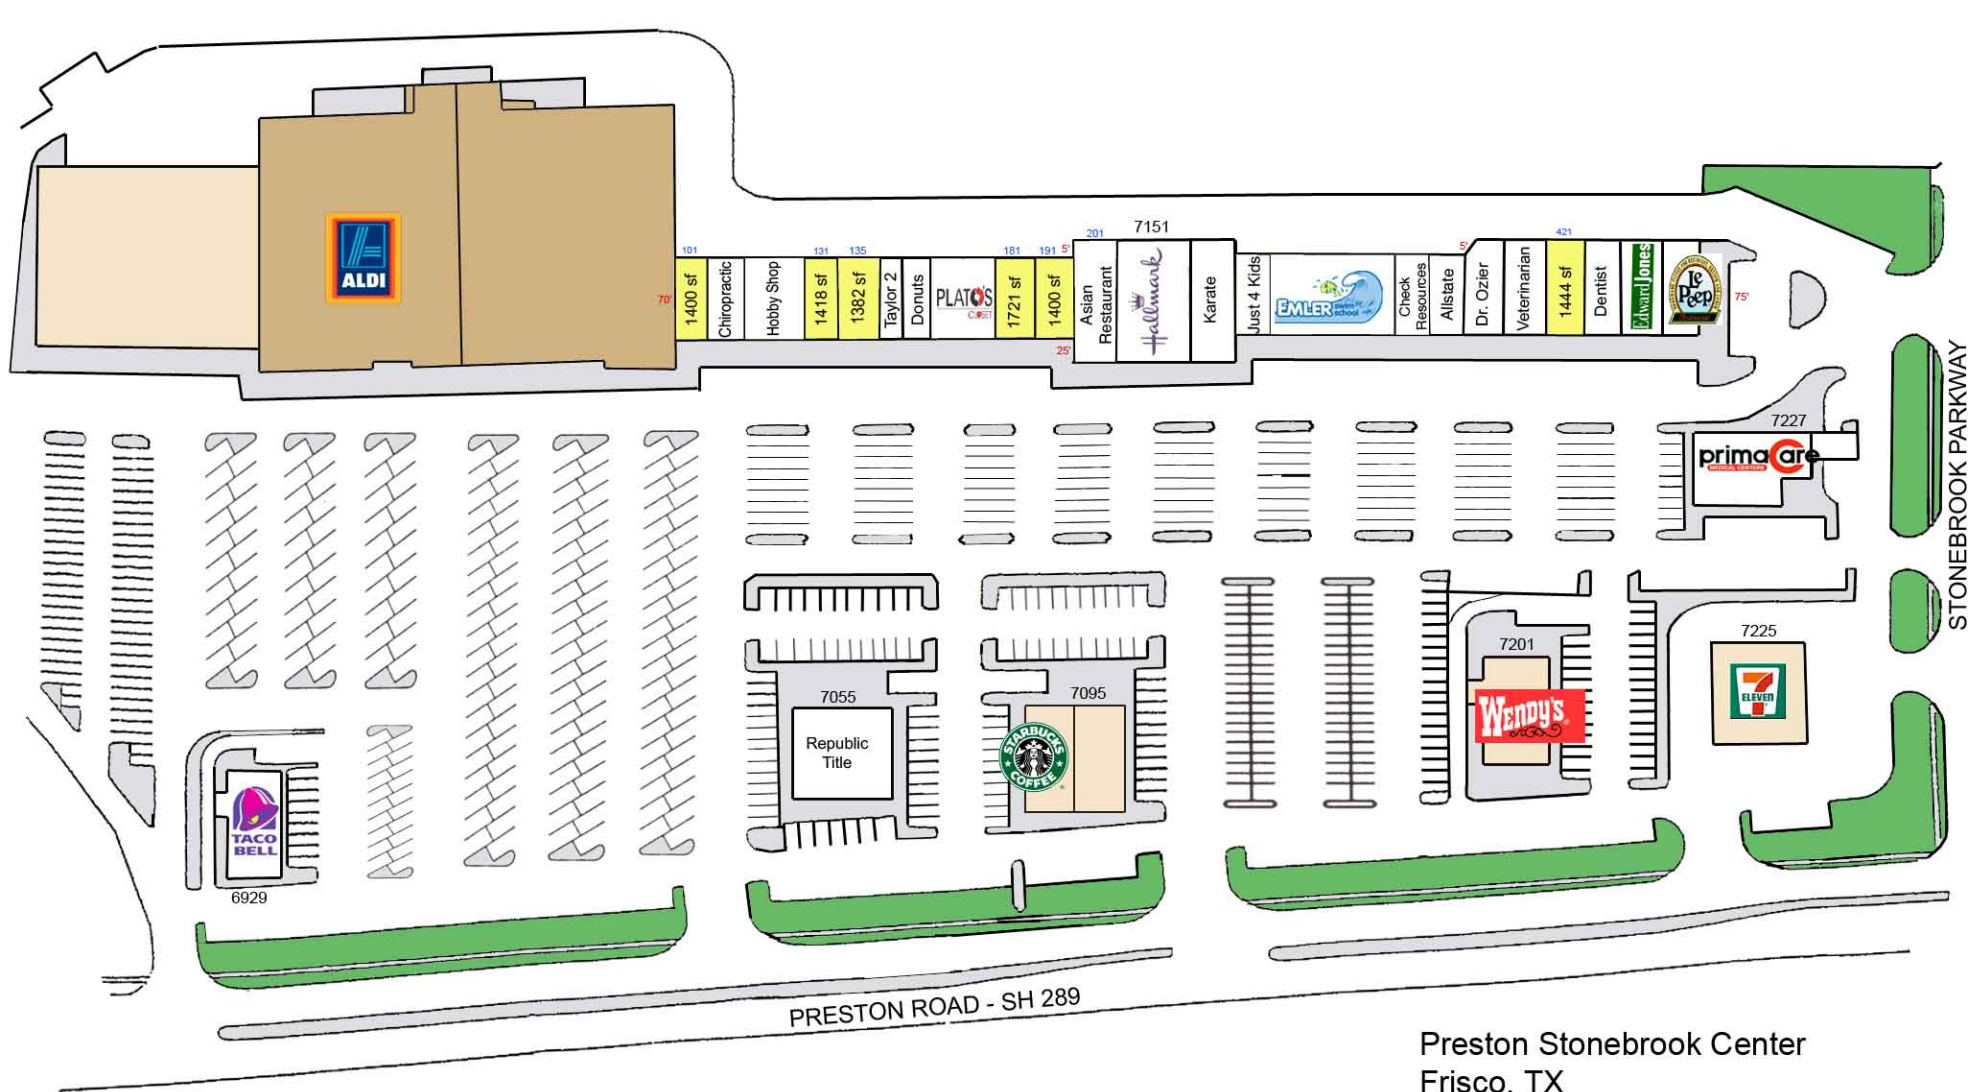 7151
101
131
135
181
191
5'
201
5'
421
ALDI
70'
1400 sf
Chiropractic
Hobby Shop
1418 sf
1382 sf
Taylor 2
Donuts
PLATO'S
CLOSET
1721 sf
1400 sf
25'
Asian
Restaurant
Hallmark
Karate
Just 4 Kids
EMLER
swim
school
Check
Resources
Allstate
Dr. Ozier
Veterinarian
1444 sf
Dentist
Edward Jones
Le
Peep
75'
7227
primaCare
MEDICAL CENTERS
STONEBROOK PARKWAY
7055
Republic
Title
7095
STARBUCKS
COFFEE
7201
WENDY'S
7225
7
ELEVEN
TACO
BELL
6929
PRESTON ROAD - SH 289
Preston Stonebrook Center
Frisco, TX